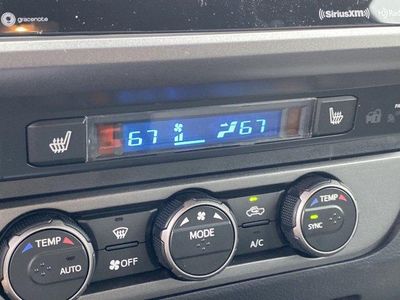 gracenote
SiriusXM
67
67
TEMP
AUTO
OFF
MODE
A/C
TEMP
SYNC